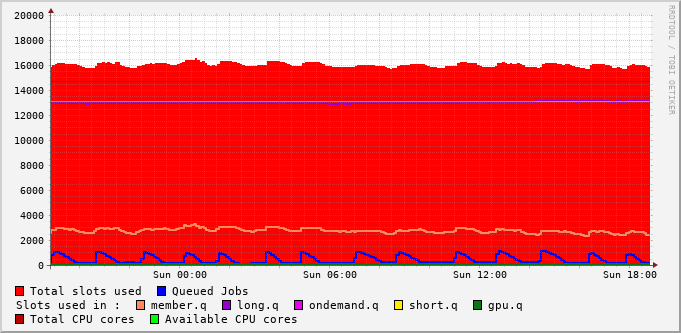 RRDTOOL / TOBI OETIKER
20000
18000
16000
14000
12000
10000
8000
6000
4000
2000
0
Sun 00:00 Sun 06:00 Sun 12:00 Sun 18:00
Total slots used Queued Jobs
Slots used in : member.q long.q ondemand.q short.q gpu.q
Total CPU cores Available CPU cores